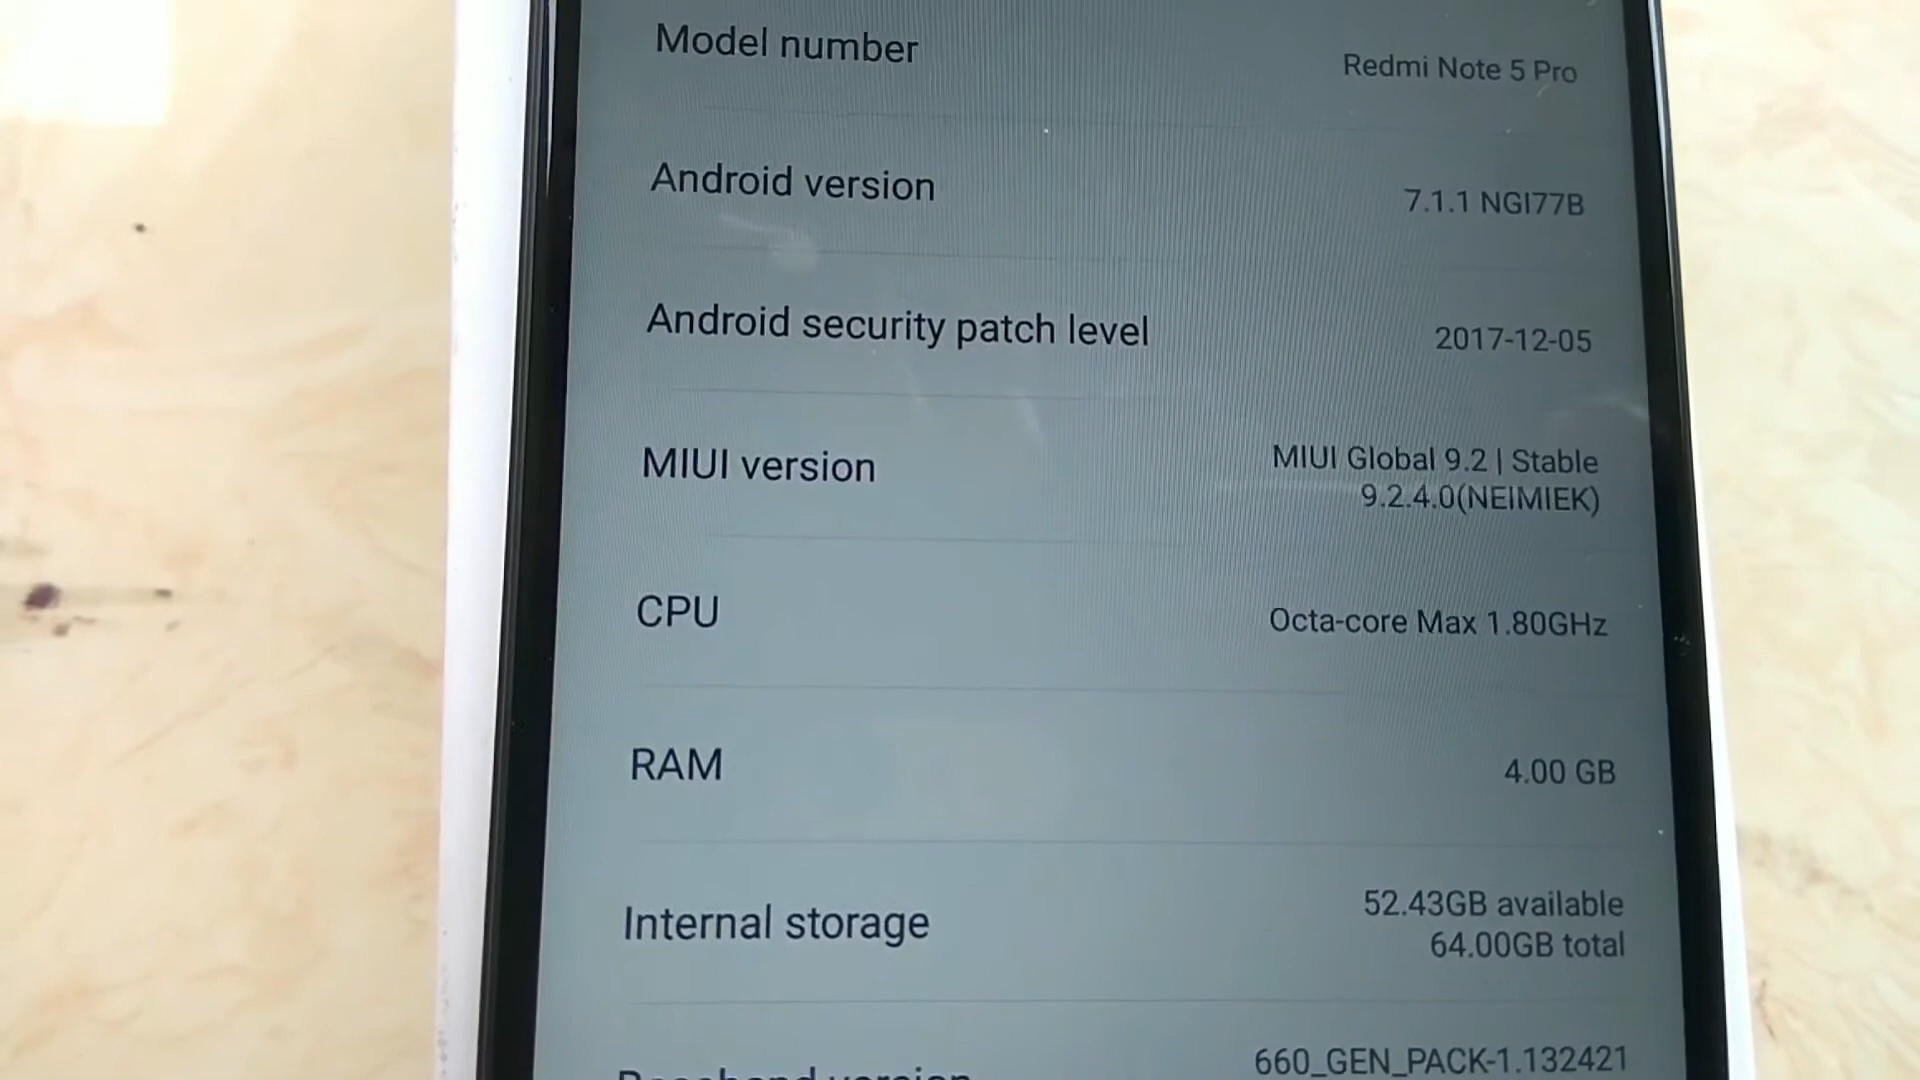 Model number
Redmi Note 5 Pro
Android version
7.1.1 NGI77B
Android security patch level
2017-12-05
MIUI version
MIUI Global 9.2 | Stable
9.2.4.0(NEIMIEK)
CPU
Octa-core Max 1.80GHz
RAM
4.00 GB
Internal storage
52.43GB available
64.00GB total
Baseband version
660_GEN_PACK-1.132421